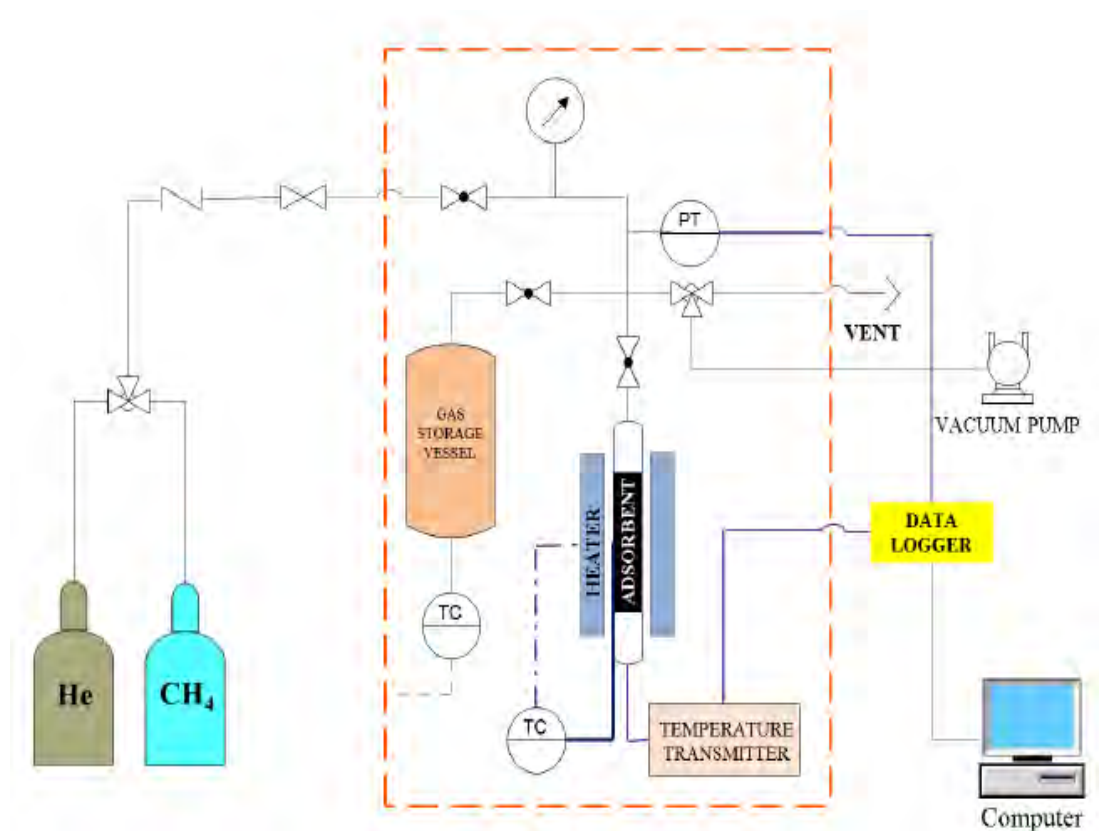 PT
VENT
VACUUM PUMP
GAS
STORAGE
VESSEL
HEATER
ADSORBENT
DATA
LOGGER
TC
He
CH₄
TC
TEMPERATURE
TRANSMITTER
Computer